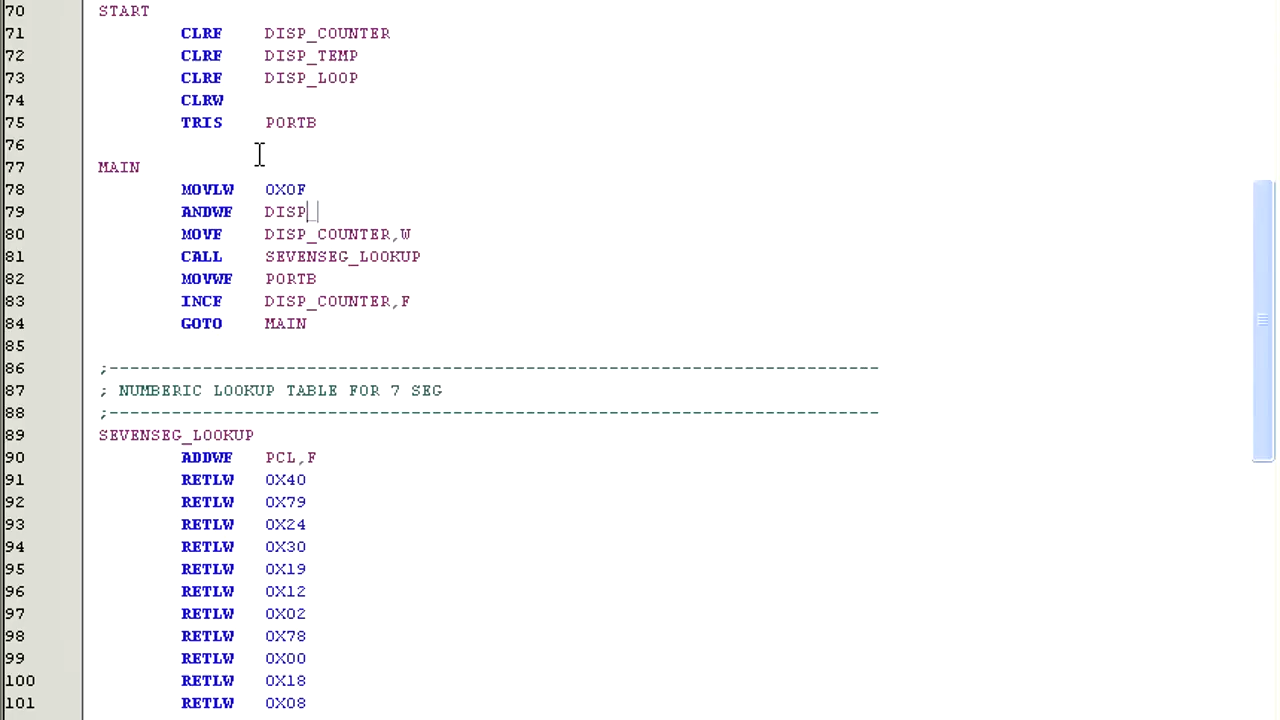 70 START
71 CLRF DISP_COUNTER
72 CLRF DISP_TEMP
73 CLRF DISP_LOOP
74 CLRW
75 TRIS PORTB
76
77 MAIN
78 MOVLW 0X0F
79 ANDWF DISP_
80 MOVF DISP_COUNTER,W
81 CALL SEVENSEG_LOOKUP
82 MOVWF PORTB
83 INCF DISP_COUNTER,F
84 GOTO MAIN
85
86 ;--------------------------------------------------------------------------
87 ; NUMBERIC LOOKUP TABLE FOR 7 SEG
88 ;--------------------------------------------------------------------------
89 SEVENSEG_LOOKUP
90 ADDWF PCL,F
91 RETLW 0X40
92 RETLW 0X79
93 RETLW 0X24
94 RETLW 0X30
95 RETLW 0X19
96 RETLW 0X12
97 RETLW 0X02
98 RETLW 0X78
99 RETLW 0X00
100 RETLW 0X18
101 RETLW 0X08